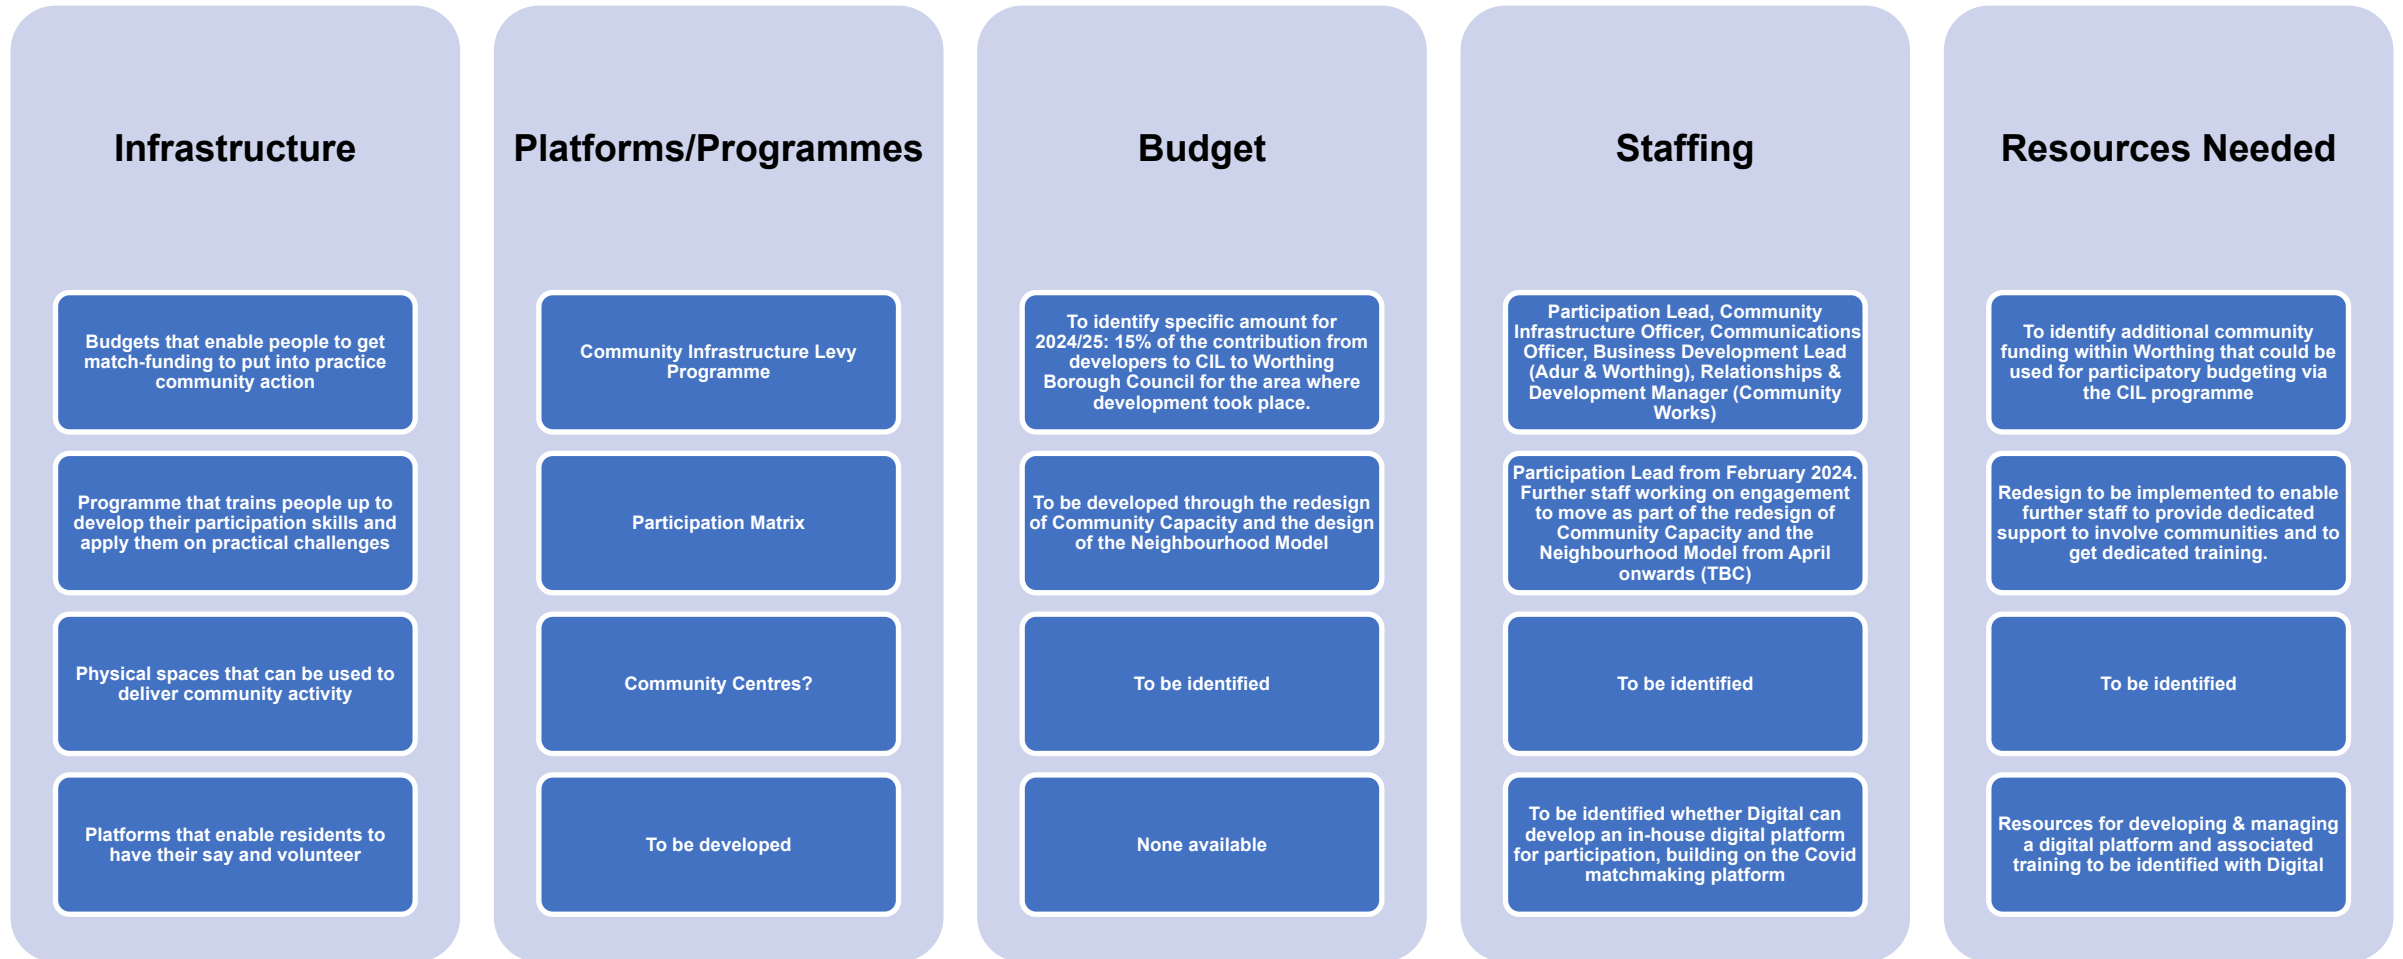 Infrastructure
Budgets that enable people to get
match-funding to put into practice
community action
Programme that trains people up to
develop their participation skills and
apply them on practical challenges
Physical spaces that can be used to
deliver community activity
Platforms that enable residents to
have their say and volunteer
Platforms/Programmes
Community Infrastructure Levy
Programme
Participation Matrix
Community Centres?
To be developed
Budget
To identify specific amount for
2024/25: 15% of the contribution from
developers to CIL to Worthing
Borough Council for the area where
development took place.
To be developed through the redesign
of Community Capacity and the design
of the Neighbourhood Model
To be identified
None available
Staffing
Participation Lead, Community
Infrastructure Officer, Communications
Officer, Business Development Lead
(Adur & Worthing), Relationships &
Development Manager (Community
Works)
Participation Lead from February 2024.
Further staff working on engagement
to move as part of the redesign of
Community Capacity and the
Neighbourhood Model from April
onwards (TBC)
To be identified
To be identified whether Digital can
develop an in-house digital platform
for participation, building on the Covid
matchmaking platform
Resources Needed
To identify additional community
funding within Worthing that could be
used for participatory budgeting via
the CIL programme
Redesign to be implemented to enable
further staff to provide dedicated
support to involve communities and to
get dedicated training.
To be identified
Resources for developing & managing
a digital platform and associated
training to be identified with Digital